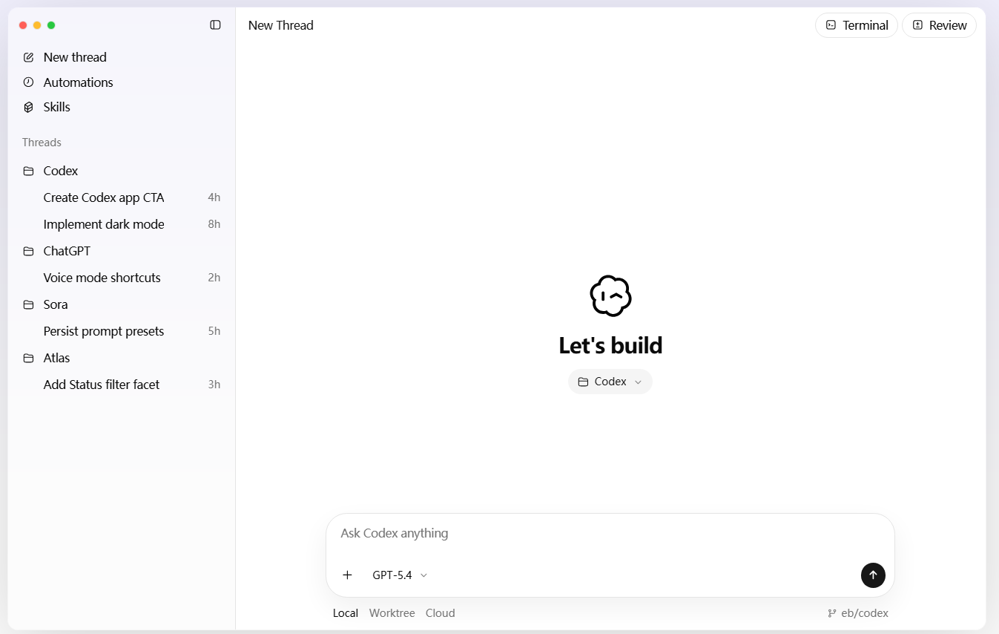 New Thread
Terminal
Review
New thread
Automations
Skills
Threads
Codex
Create Codex app CTA 4h
Implement dark mode 8h
ChatGPT
Voice mode shortcuts 2h
Sora
Persist prompt presets 5h
Atlas
Add Status filter facet 3h
Let's build
Codex
Ask Codex anything
GPT-5.4
Local Worktree Cloud
eb/codex